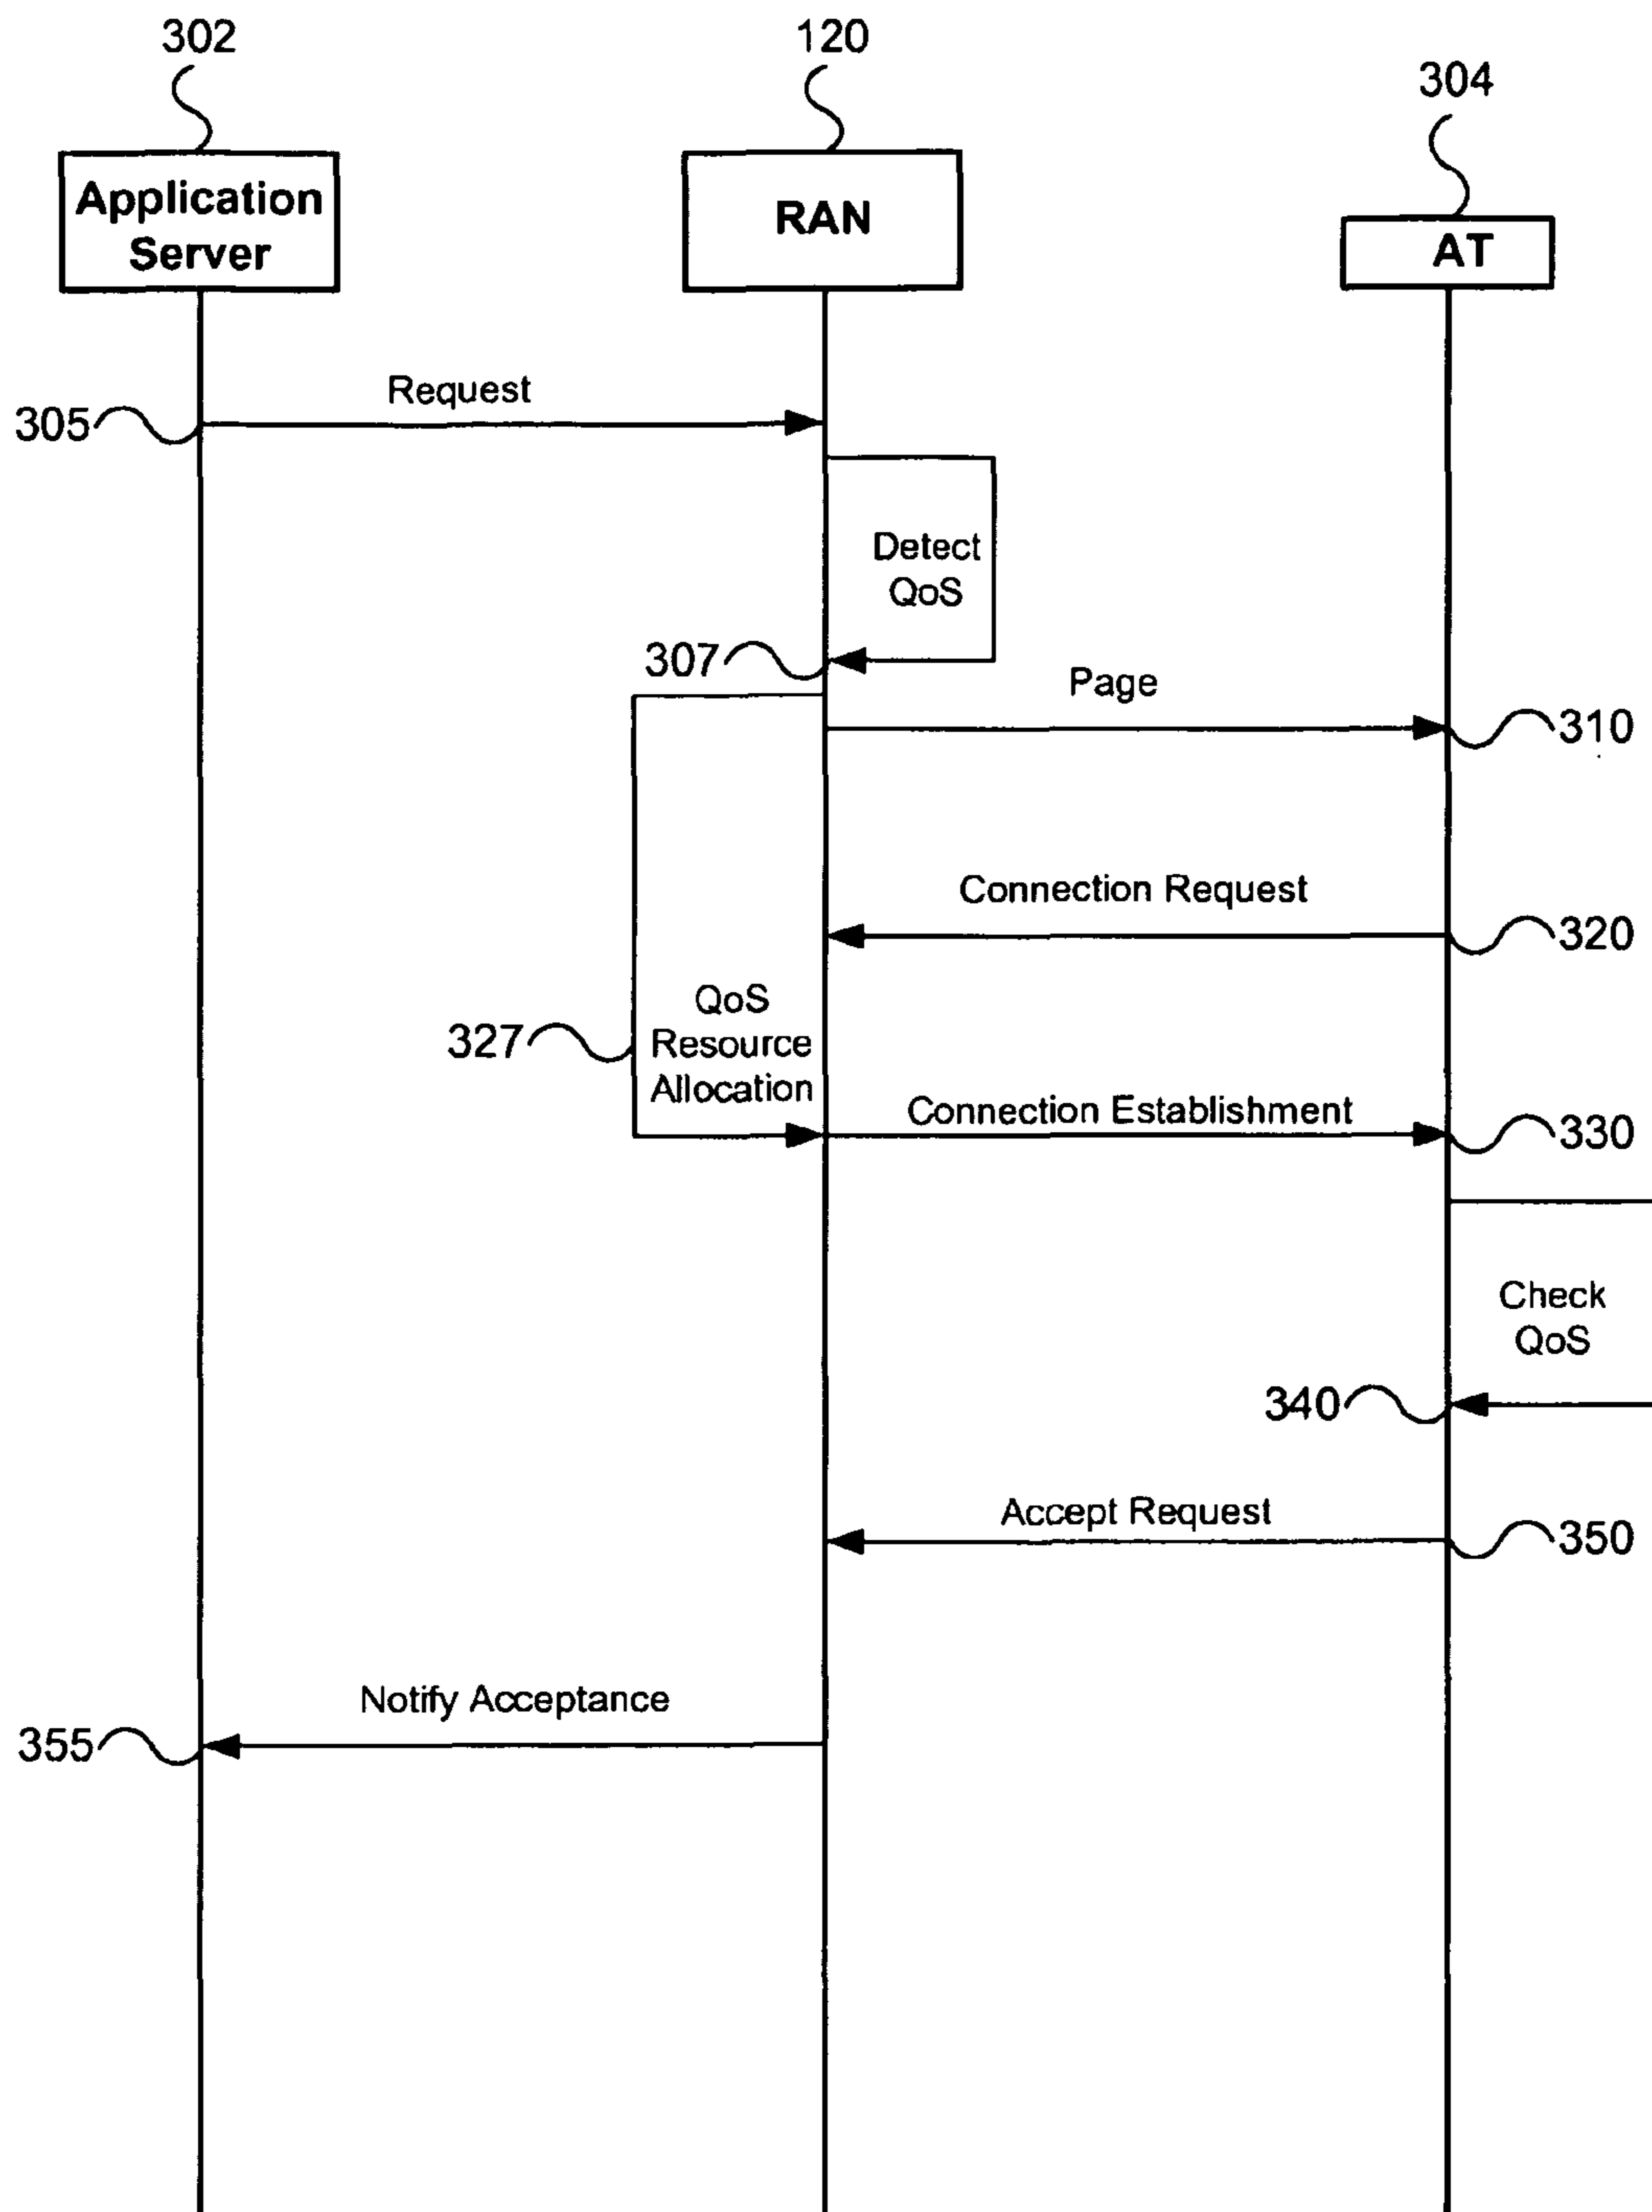 302
120
304
Application
Server
RAN
AT
Request
305
Detect
QoS
307
Page
310
Connection Request
320
QoS
Resource
Allocation
327
Connection Establishment
330
Check
QoS
340
Accept Request
350
Notify Acceptance
355